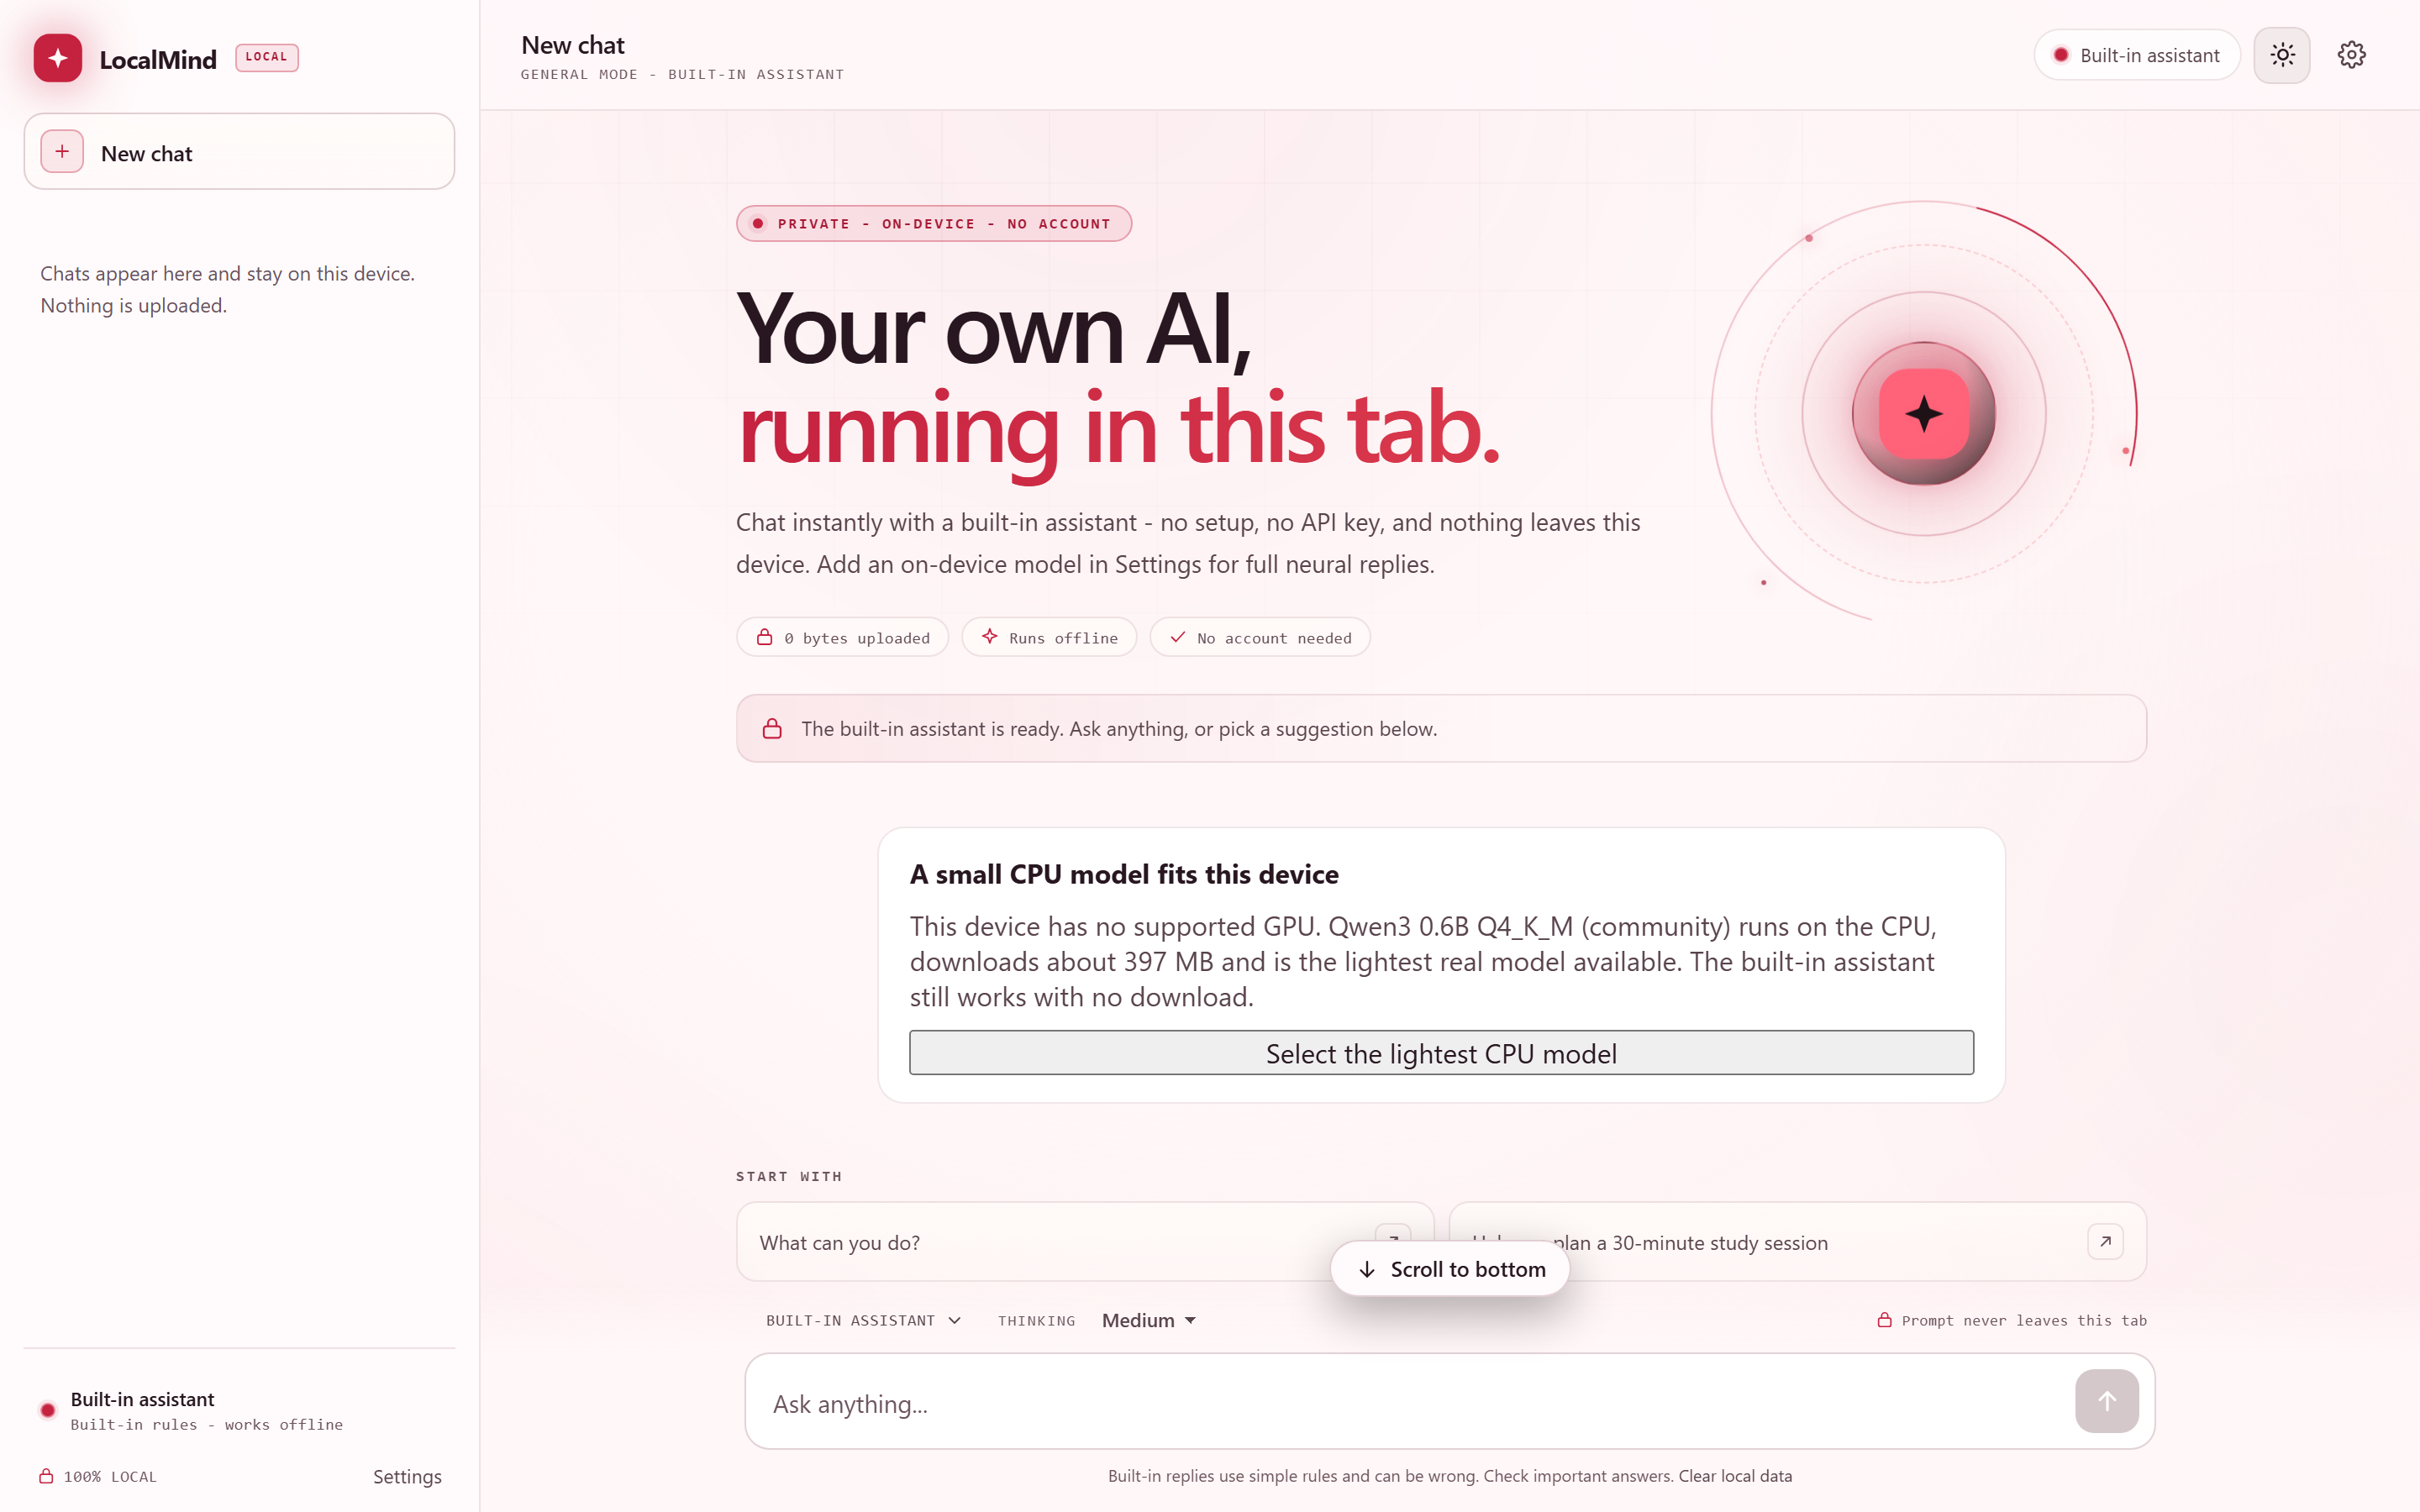 LocalMind LOCAL
New chat
Chats appear here and stay on this device.
Nothing is uploaded.
Built-in assistant
Built-in rules - works offline
100% LOCAL
Settings
New chat
GENERAL MODE - BUILT-IN ASSISTANT
Built-in assistant
PRIVATE - ON-DEVICE - NO ACCOUNT
Your own AI,
running in this tab.
Chat instantly with a built-in assistant - no setup, no API key, and nothing leaves this
device. Add an on-device model in Settings for full neural replies.
0 bytes uploaded
Runs offline
No account needed
The built-in assistant is ready. Ask anything, or pick a suggestion below.
A small CPU model fits this device
This device has no supported GPU. Qwen3 0.6B Q4_K_M (community) runs on the CPU,
downloads about 397 MB and is the lightest real model available. The built-in assistant
still works with no download.
Select the lightest CPU model
START WITH
What can you do?
plan a 30-minute study session
Scroll to bottom
BUILT-IN ASSISTANT
THINKING
Medium
Prompt never leaves this tab
Ask anything...
Built-in replies use simple rules and can be wrong. Check important answers. Clear local data